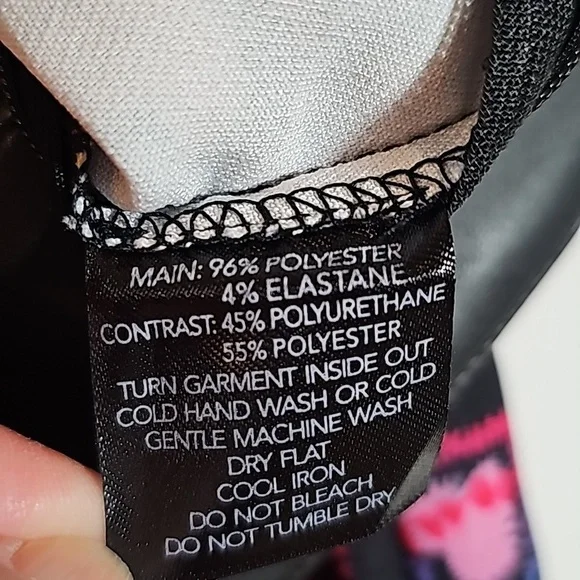 MAIN: 96% POLYESTER
4% ELASTANE
CONTRAST: 45% POLYURETHANE
55% POLYESTER
TURN GARMENT INSIDE OUT
COLD HAND WASH OR COLD
GENTLE MACHINE WASH
DRY FLAT
COOL IRON
DO NOT BLEACH
DO NOT TUMBLE DRY